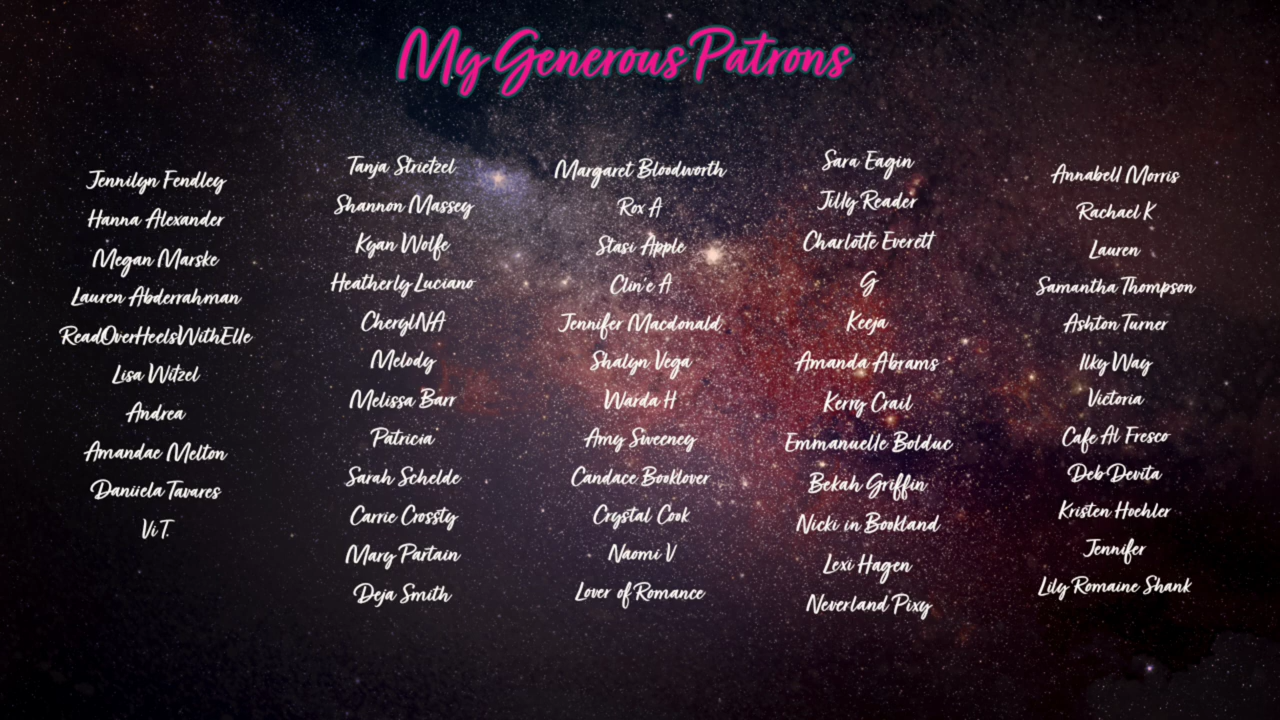 My Generous Patrons
Jennilyn Fendley
Hanna Alexander
Megan Marske
Lauren Abderrahman
ReadOverHeelsWithElle
Lisa Witzel
Andrea
Amandae Melton
Daniiela Tavares
Vi T.
Tanja Strietzel
Shannon Massey
Kyan Wolfe
Heatherly Luciano
CherylNA
Melody
Melissa Barr
Patricia
Sarah Schelde
Carrie Crossty
Mary Partain
Deja Smith
Margaret Bloodworth
Rox A
Stasi Apple
Clin'e A
Jennifer Macdonald
Shalyn Vega
Warda H
Amy Sweeney
Candace Booklover
Crystal Cook
Naomi V
Lover of Romance
Sara Eagin
Jilly Reader
Charlotte Everett
G
Keeja
Amanda Abrams
Kerry Crail
Emmanuelle Bolduc
Bekah Griffin
Nicki in Bookland
Lexi Hagen
Neverland Pixy
Annabell Morris
Rachael K
Lauren
Samantha Thompson
Ashton Turner
Ilky Way
Victoria
Cafe Al Fresco
Deb Devita
Kristen Hoehler
Jennifer
Lily Romaine Shank